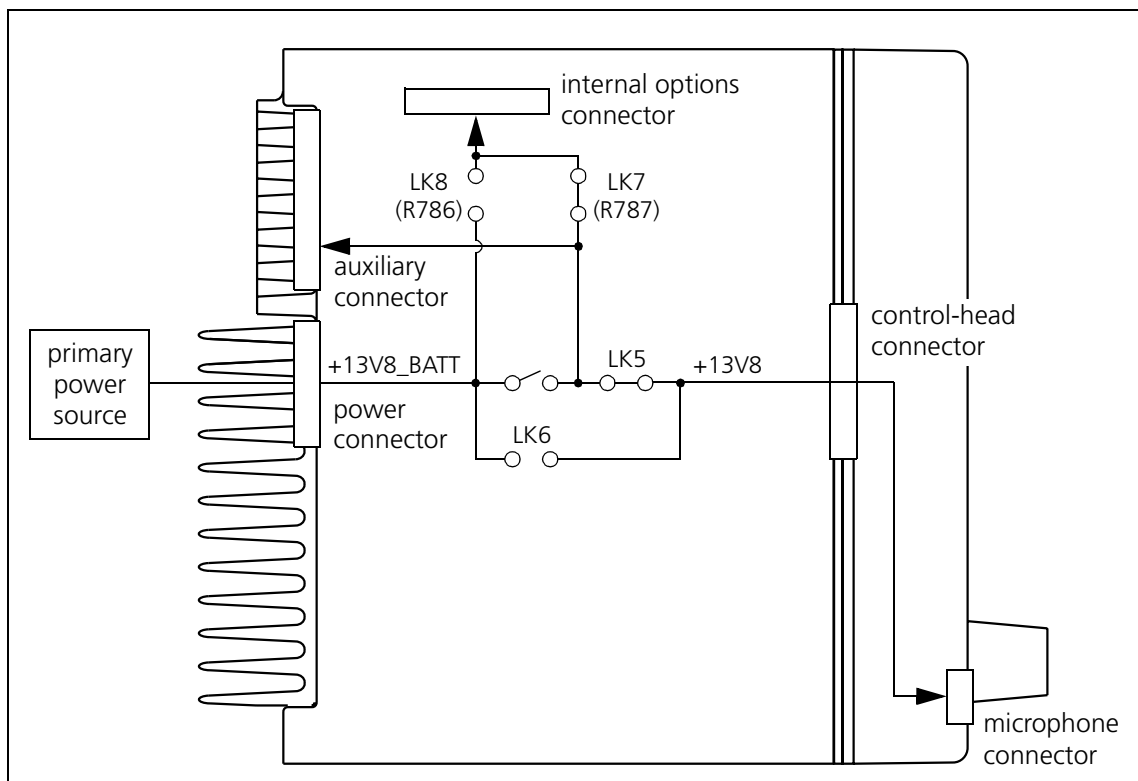 internal options
connector
LK8
(R786)
LK7
(R787)
auxiliary
connector
control-head
connector
primary
power
source
+13V8_BATT
LK5
+13V8
power
connector
LK6
microphone
connector